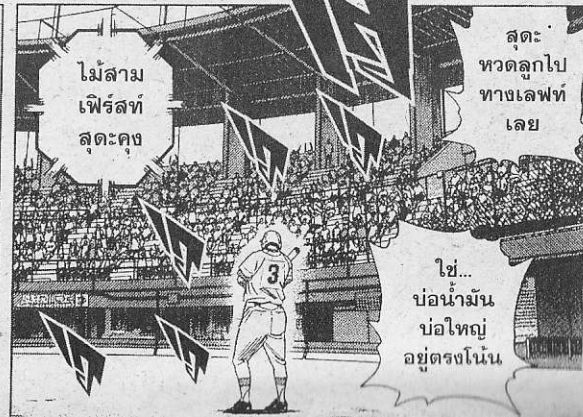 สุดะ
หวดลูกไป
ทางเลฟท์
เลย
ไม้สาม
เฟิร์สท์
สุดะคุง
3
ใช่...
บ่อน้ำมัน
บ่อใหญ่
อยู่ตรงโน้น